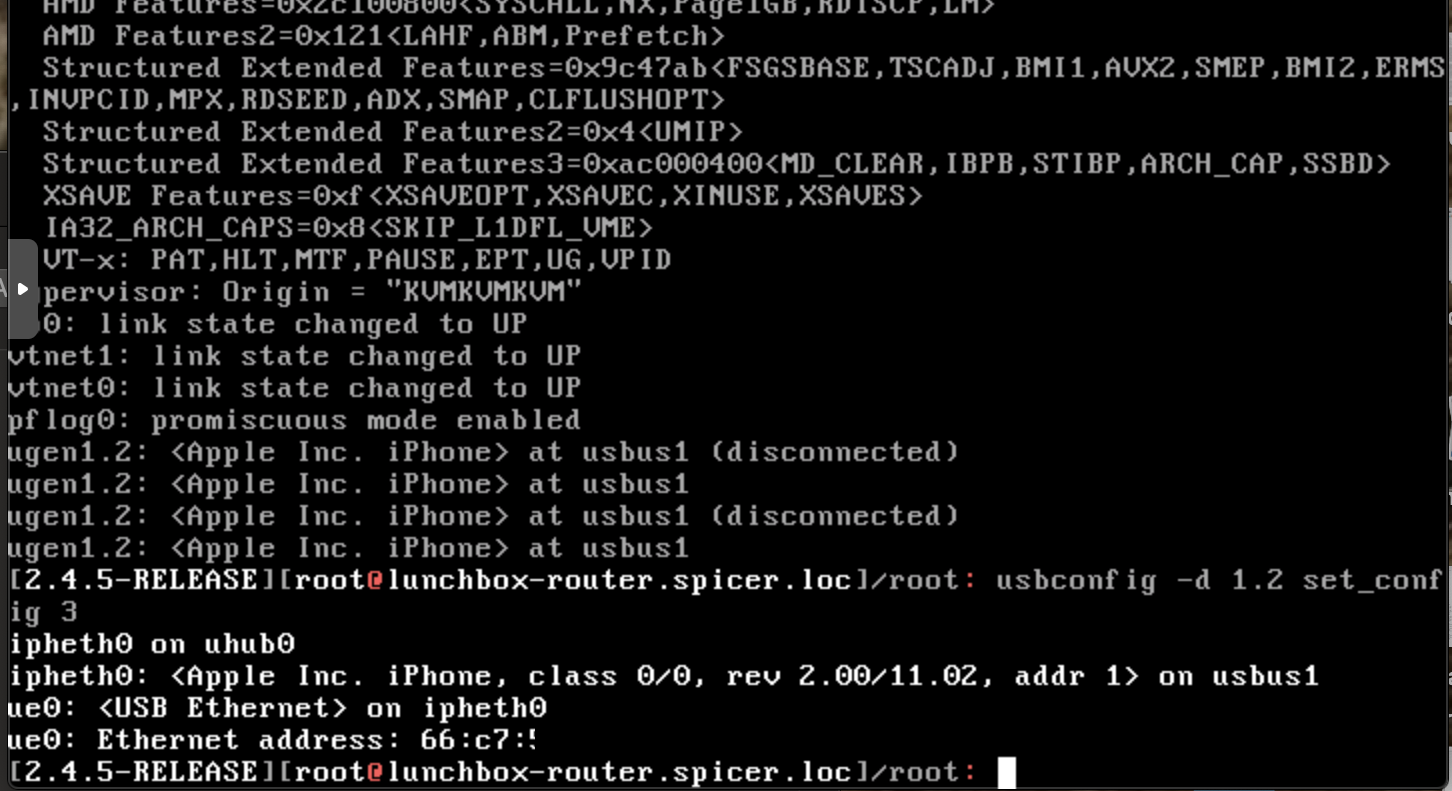 AMD Features=0x2c100800<SYSCALL,NX,Page1GB,RDTSCP,LM>
AMD Features2=0x121<LAHF,ABM,Prefetch>
Structured Extended Features=0x9c47ab<FSGSBASE,TSCADJ,BMI1,AVX2,SMEP,BMI2,ERMS
,INVPCID,MPX,RDSEED,ADX,SMAP,CLFLUSHOPT>
Structured Extended Features2=0x4<UMIP>
Structured Extended Features3=0xac000400<MD_CLEAR,IBPB,STIBP,ARCH_CAP,SSBD>
XSAVE Features=0xf<XSAVEOPT,XSAVEC,XINUSE,XSAVES>
IA32_ARCH_CAPS=0x8<SKIP_L1DFL_VME>
VT-x: PAT,HLT,MTF,PAUSE,EPT,UG,VPID
pervisor: Origin = "KVMKVMKVM"
0: link state changed to UP
vtnet1: link state changed to UP
vtnet0: link state changed to UP
pflog0: promiscuous mode enabled
ugen1.2: <Apple Inc. iPhone> at usbus1 (disconnected)
ugen1.2: <Apple Inc. iPhone> at usbus1
ugen1.2: <Apple Inc. iPhone> at usbus1 (disconnected)
ugen1.2: <Apple Inc. iPhone> at usbus1
[2.4.5-RELEASE][root@lunchbox-router.spicer.loc]/root: usbconfig -d 1.2 set_conf
ig 3
ipheth0 on uhub0
ipheth0: <Apple Inc. iPhone, class 0/0, rev 2.00/11.02, addr 1> on usbus1
ue0: <USB Ethernet> on ipheth0
ue0: Ethernet address: 66:c7:
[2.4.5-RELEASE][root@lunchbox-router.spicer.loc]/root: